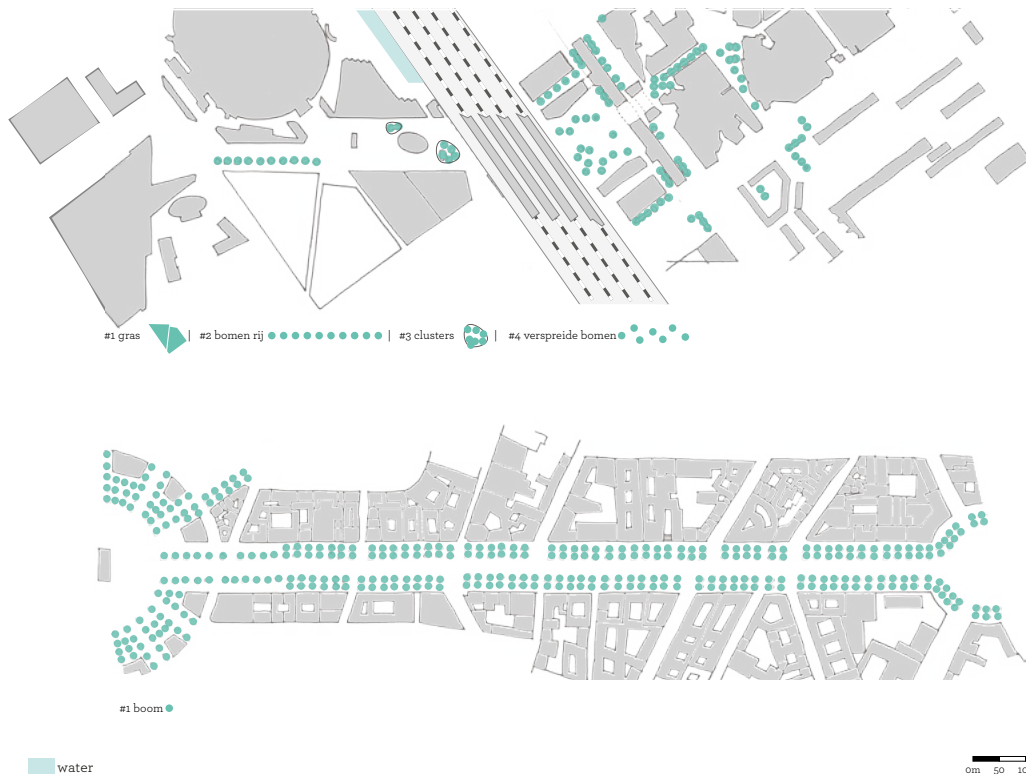 #1 gras | #2 bomen rij | #3 clusters | #4 verspreide bomen
#1 boom
water
0m 50